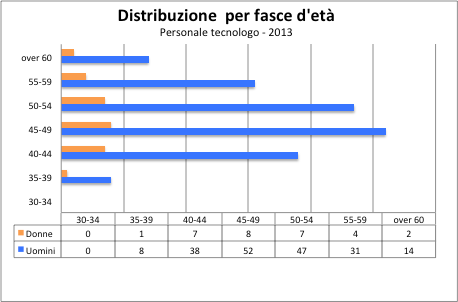 Distribuzione per fasce d'età
Personale tecnologo - 2013
over 60
55-59
50-54
45-49
40-44
35-39
30-34
30-34 35-39 40-44 45-49 50-54 55-59 over 60
Donne 0 1 7 8 7 4 2
Uomini 0 8 38 52 47 31 14